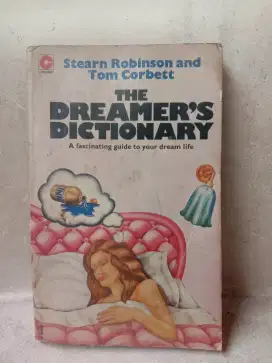 Stearn Robinson and
Tom Corbett
THE
DREAMER'S
DICTIONARY
A fascinating guide to your dream life